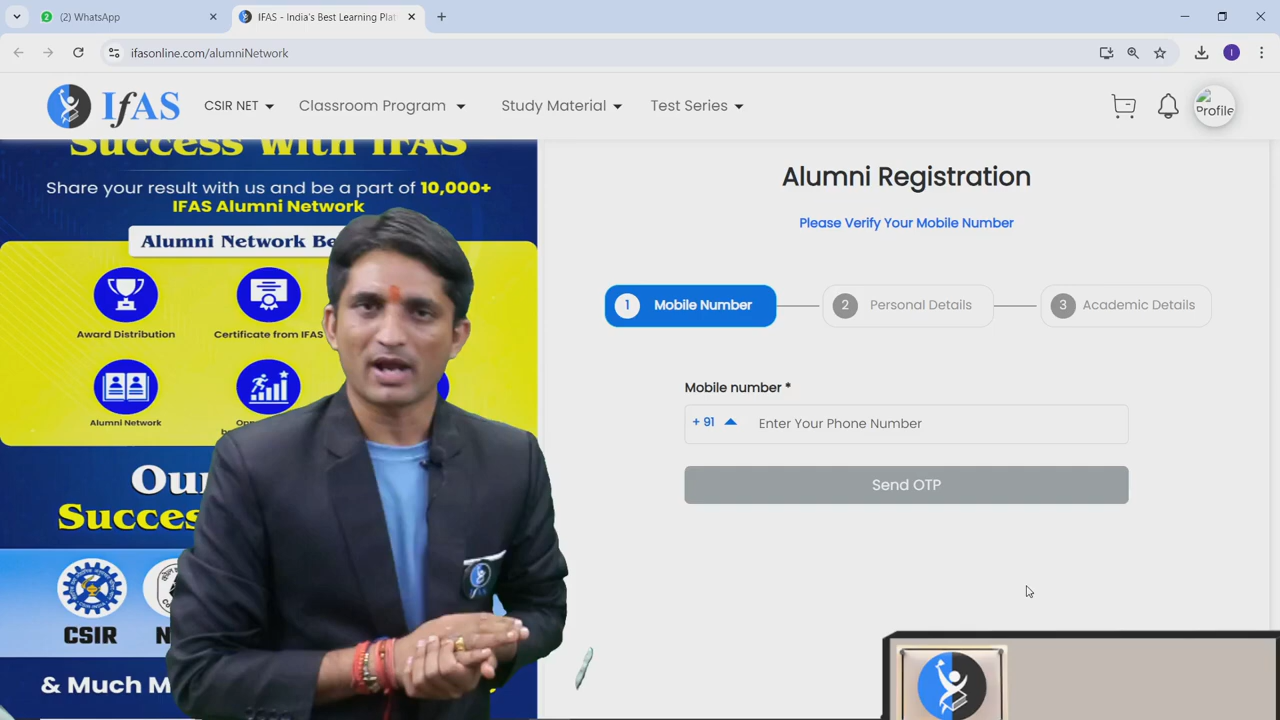 (2) WhatsApp
IFAS - India's Best Learning Plat
ifasonline.com/alumniNetwork
IfAS
CSIR NET
Classroom Program
Study Material
Test Series
Profile
Success with IFAS
Share your result with us and be a part of 10,000+
IFAS Alumni Network
Alumni Network Be
Award Distribution
Certificate from IFAS
Alumni Network
Our
Succes
CSIR
& Much M
Alumni Registration
Please Verify Your Mobile Number
1 Mobile Number
2 Personal Details
3 Academic Details
Mobile number *
+ 91
Enter Your Phone Number
Send OTP